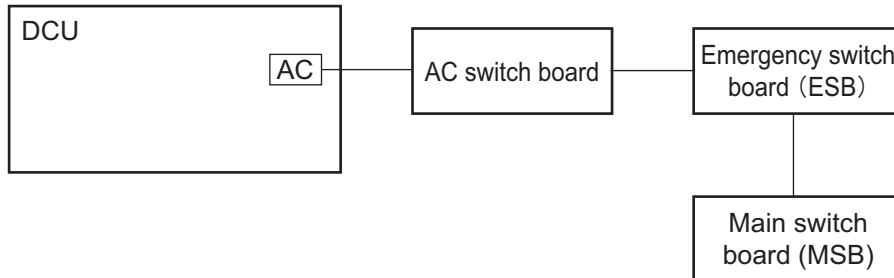 DCU
AC
AC switch board
Emergency switch
board（ESB）
Main switch
board (MSB)